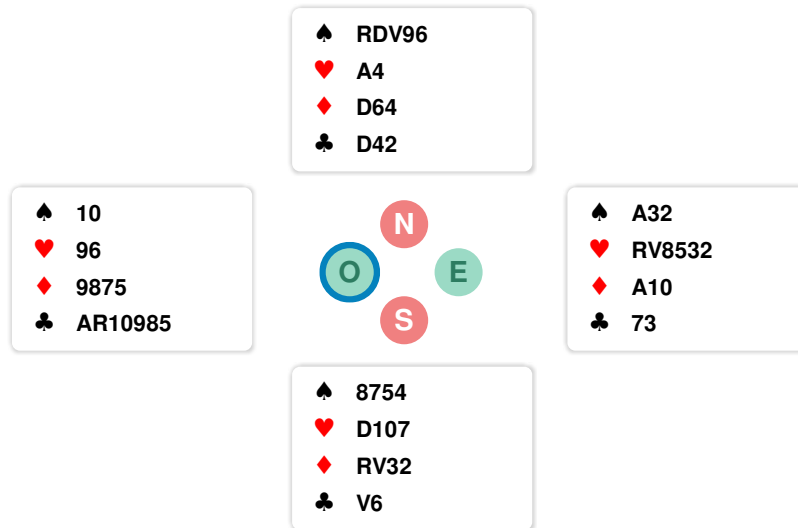 ♠ RDV96
♥ A4
♦ D64
♣ D42
♠ 10
♥ 96
♦ 9875
♣ AR10985
N
O E
S
♠ A32
♥ RV8532
♦ A10
♣ 73
♠ 8754
♥ D107
♦ RV32
♣ V6